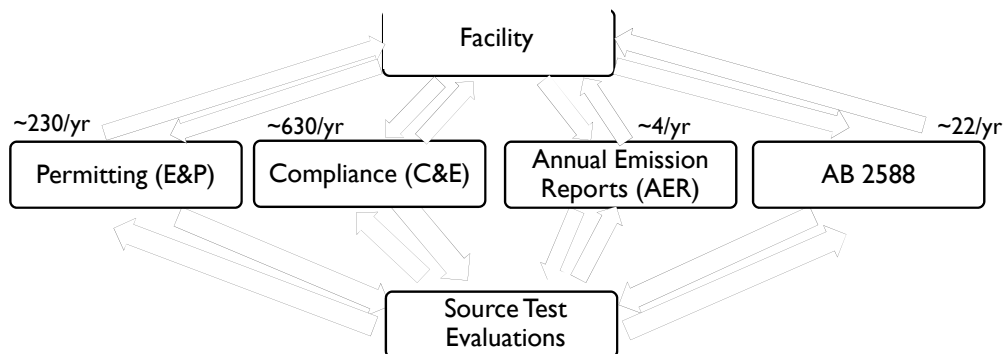 Facility
~230/yr
~630/yr
~4/yr
~22/yr
Permitting (E&P)
Compliance (C&E)
Annual Emission
Reports (AER)
AB 2588
Source Test
Evaluations